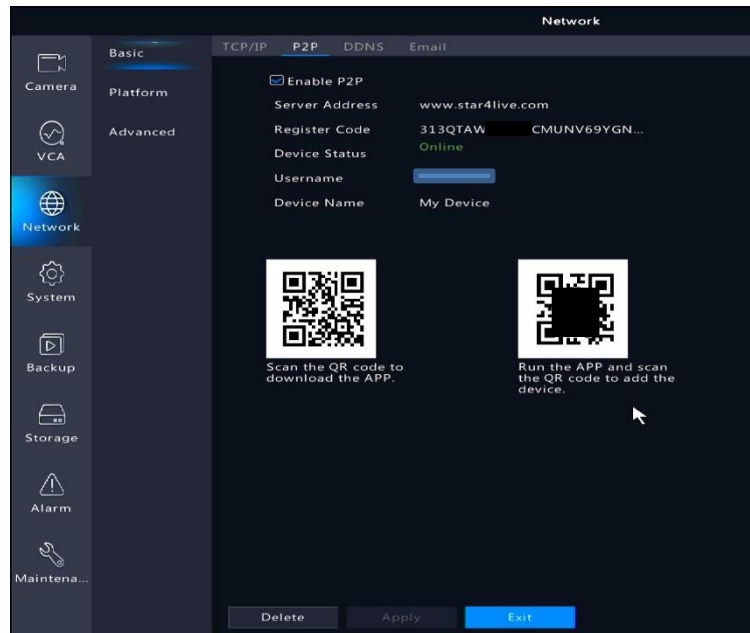 Network
Camera
VCA
Network
System
Backup
Storage
Alarm
Maintena...
Basic
Platform
Advanced
TCP/IP P2P DDNS Email
Enable P2P
Server Address www.star4live.com
Register Code 313QTAW CMUNV69YGN...
Device Status Online
Username
Device Name My Device
Scan the QR code to
download the APP.
Run the APP and scan
the QR code to add the
device.
Delete Apply Exit